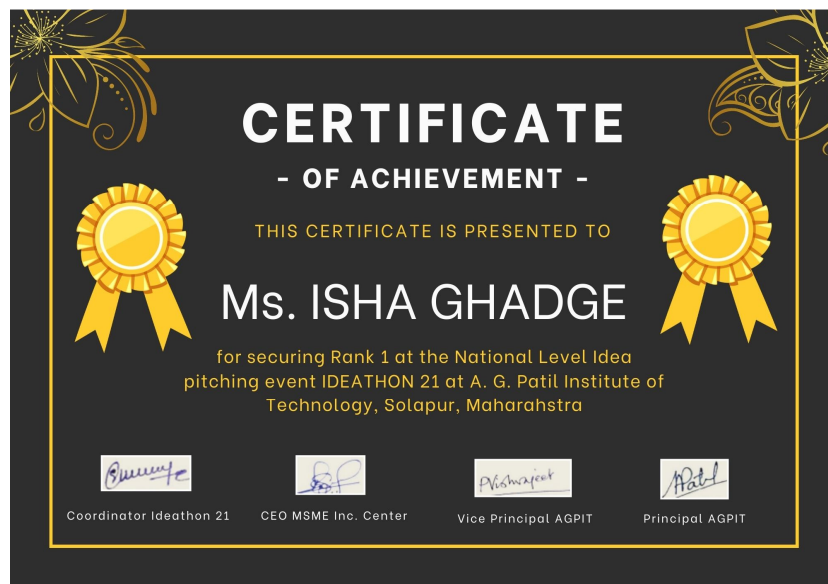 CERTIFICATE
- OF ACHIEVEMENT -
THIS CERTIFICATE IS PRESENTED TO
Ms. ISHA GHADGE
for securing Rank 1 at the National Level Idea
pitching event IDEATHON 21 at A. G. Patil Institute of
Technology, Solapur, Maharahstra
PVishwajeet
APatil
Coordinator Ideathon 21
CEO MSME Inc. Center
Vice Principal AGPIT
Principal AGPIT